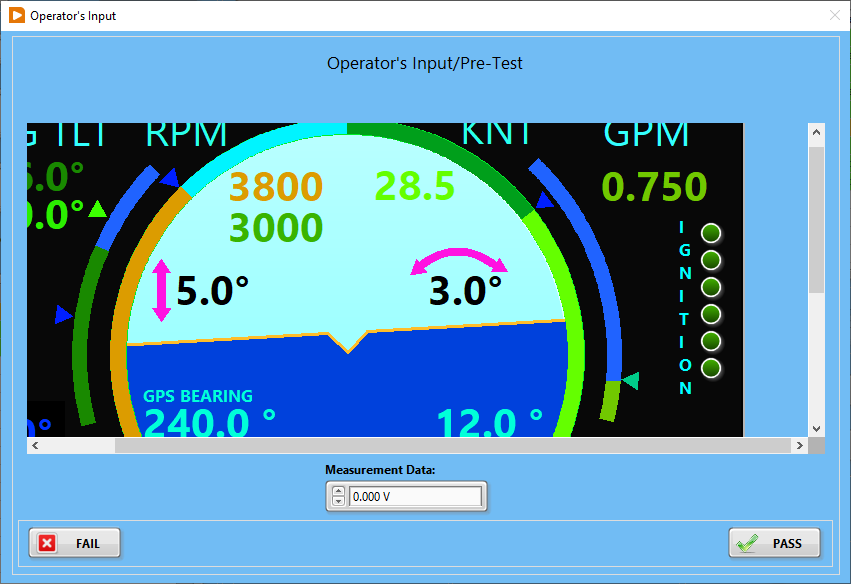 Operator's Input
Operator's Input/Pre-Test
TLT RPM KNT GPM
3800 28.5 0.750
3000
5.0° 3.0°
I
G
N
I
T
I
O
N
GPS BEARING
240.0 ° 12.0 °
Measurement Data:
0.000 V
FAIL
PASS